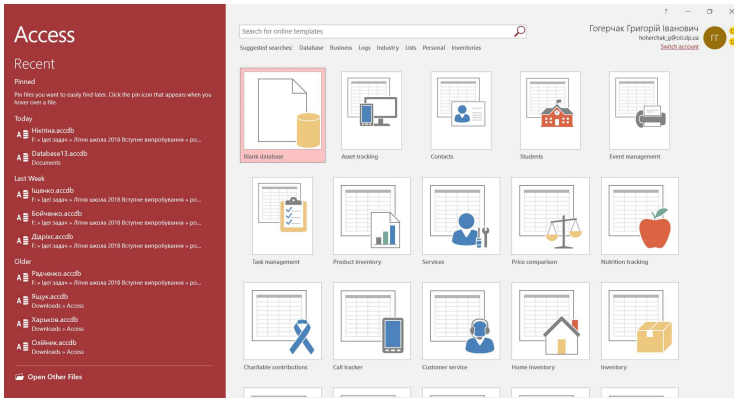 Access
Recent
Pinned
Pin files you want to easily find later. Click the pin icon that appears when you
hover over a file.
Today
Нікітіна.accdb
F: » Ідеї задач » Літня школа 2018 Вступне випробування » ро...
Database13.accdb
Documents
Last Week
Іщенко.accdb
F: » Ідеї задач » Літня школа 2018 Вступне випробування » ро...
Бойченко.accdb
F: » Ідеї задач » Літня школа 2018 Вступне випробування » ро...
Дідріхс.accdb
F: » Ідеї задач » Літня школа 2018 Вступне випробування » ро...
Older
Радченко.accdb
F: » Ідеї задач » Літня школа 2018 Вступне випробування » ро...
Ящук.accdb
Downloads » Access
Харьков.accdb
Downloads » Access
Олійник.accdb
Downloads » Access
Open Other Files
Search for online templates
Suggested searches: Database Business Logs Industry Lists Personal Inventories
Гогерчак Григорій Іванович
hoherchak_g@oit.dp.ua
Switch account
ГГ
Blank database
Asset tracking
Contacts
Students
Event management
Task management
Product inventory
Services
Price comparison
Nutrition tracking
Charitable contributions
Call tracker
Customer service
Home inventory
Inventory